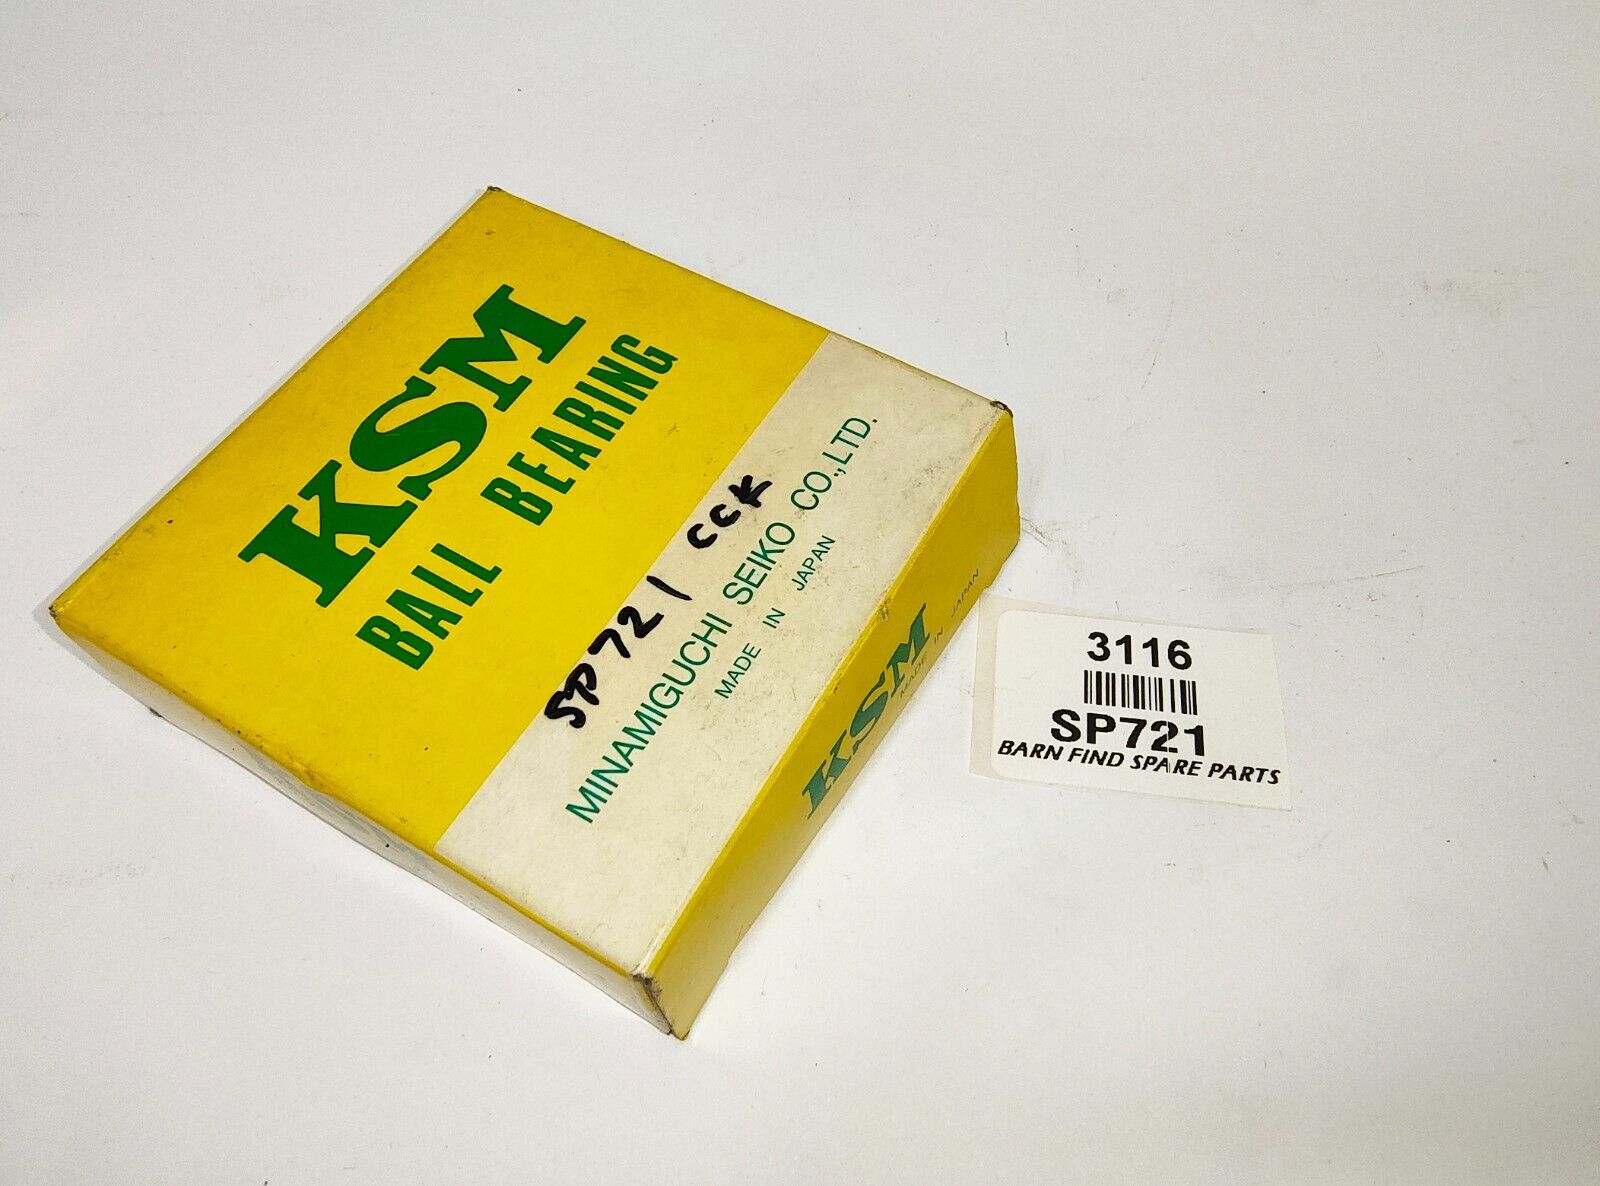 KSM
BALL BEARING
SP721 CCK
MINAMIGUCHI SEIKO CO.,LTD.
MADE IN JAPAN
KSM
MADE IN JAPAN
3116
SP721
BARN FIND SPARE PARTS